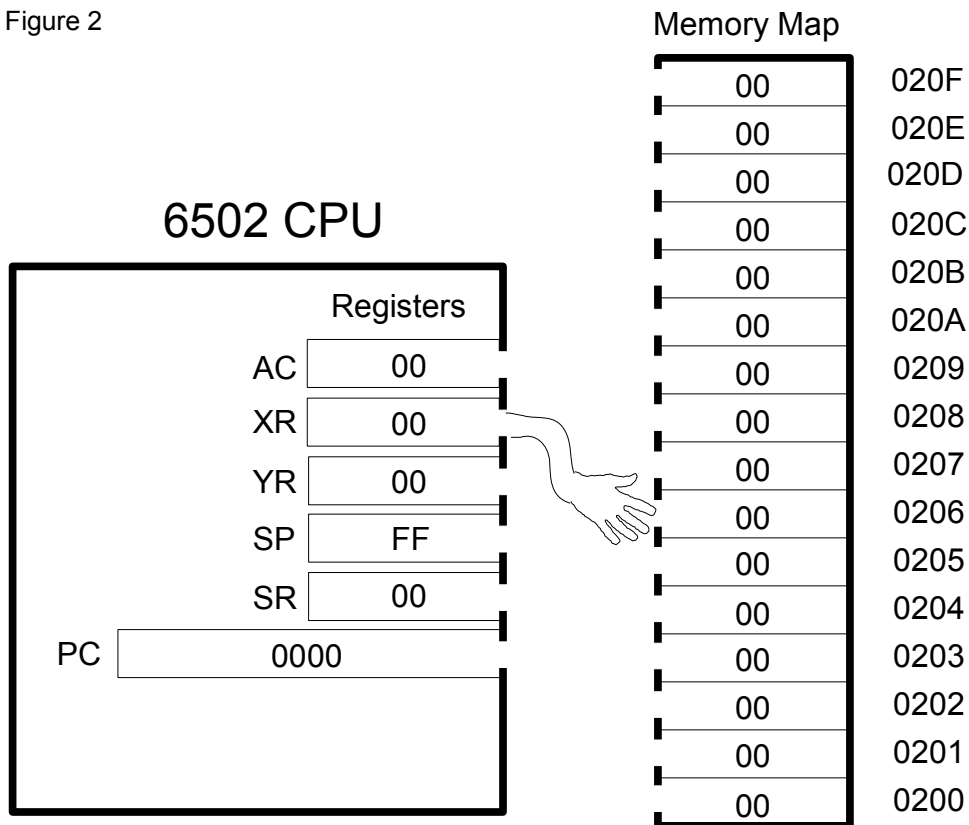 Figure 2
Memory Map
00 020F
00 020E
00 020D
00 020C
00 020B
00 020A
00 0209
00 0208
00 0207
00 0206
00 0205
00 0204
00 0203
00 0202
00 0201
00 0200
6502 CPU
Registers
AC 00
XR 00
YR 00
SP FF
SR 00
PC 0000